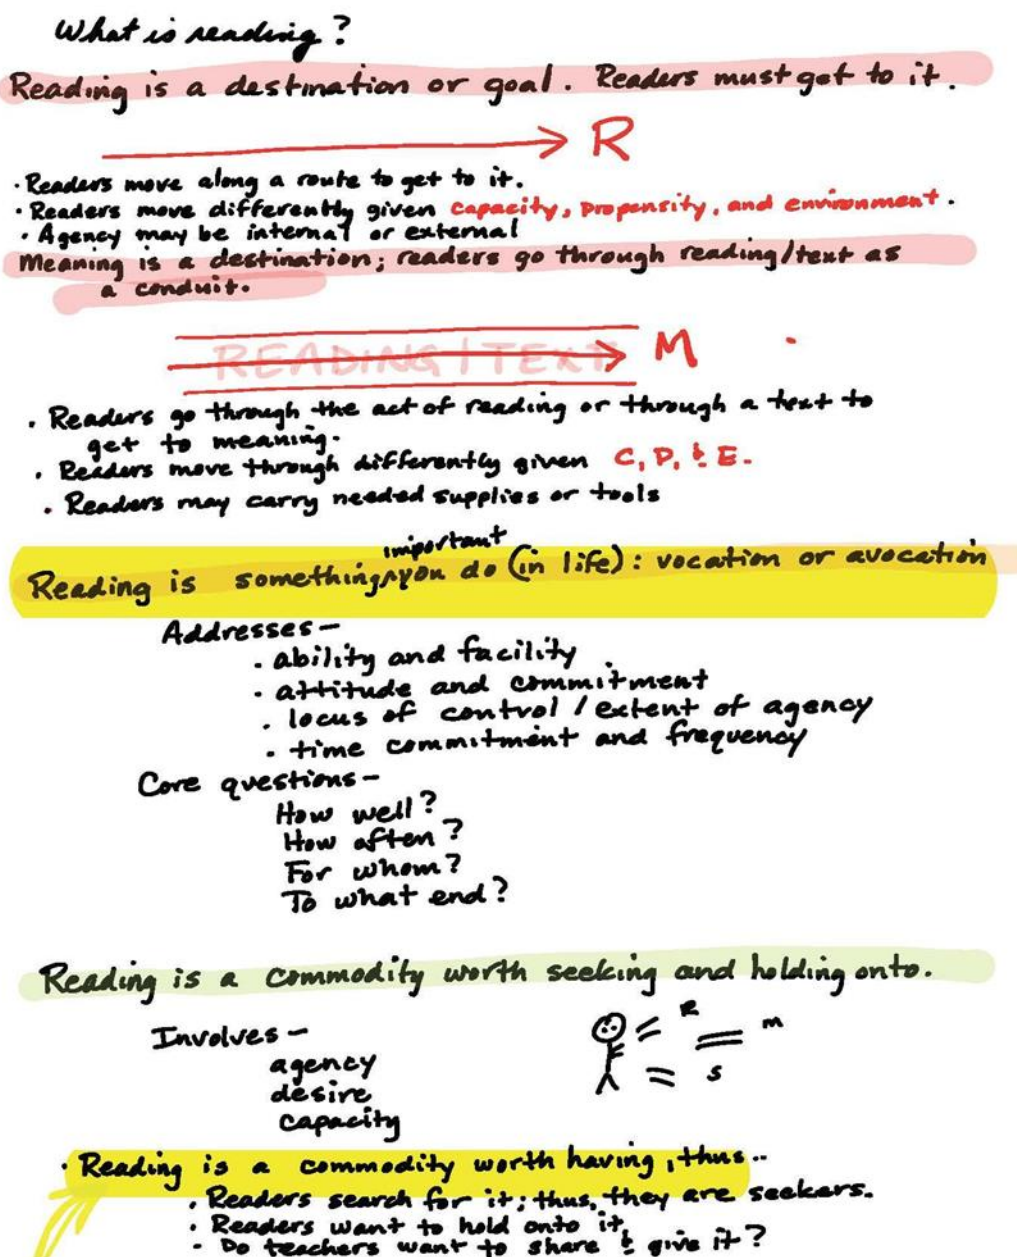 What is reading?
Reading is a destination or goal. Readers must get to it.
R
· Readers move along a route to get to it.
· Readers move differently given capacity, propensity, and environment.
· Agency may be internal or external
Meaning is a destination; readers go through reading/text as
a conduit.
READING/TEXT M
· Readers go through the act of reading or through a text to
get to meaning.
· Readers move through differently given C, P, & E.
· Readers may carry needed supplies or tools
important
Reading is something you do (in life): vocation or avocation
Addresses—
· ability and facility
· attitude and commitment
· locus of control / extent of agency
· time commitment and frequency
Core questions—
How well?
How often?
For whom?
To what end?
Reading is a commodity worth seeking and holding onto.
Involves—
agency
desire
capacity
R
M
S
· Reading is a commodity worth having, thus..
· Readers search for it; thus, they are seekers.
· Readers want to hold onto it.
· Do teachers want to share & give it?